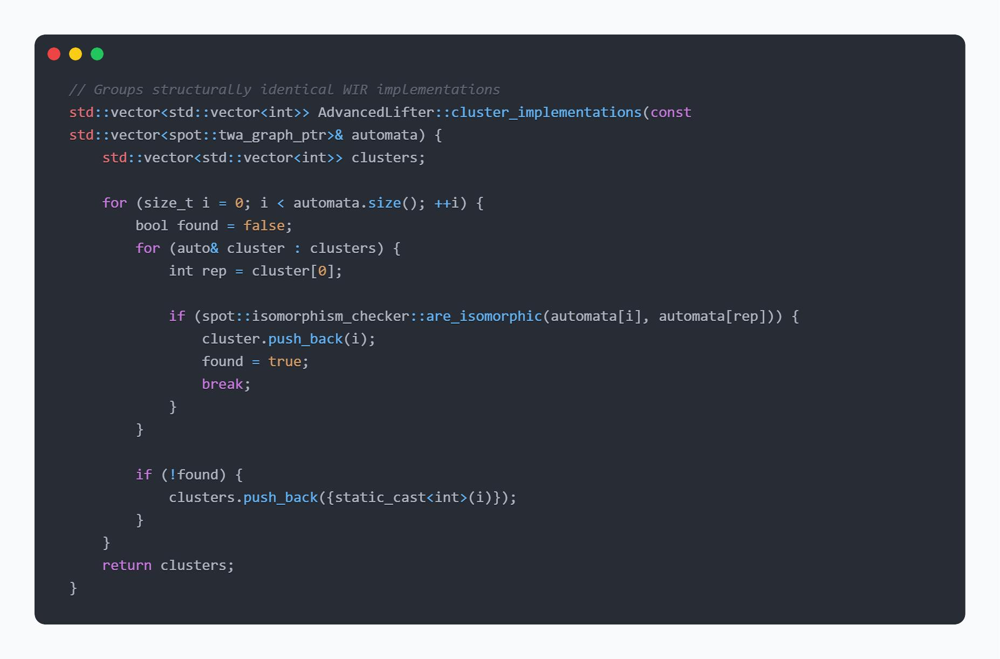 // Groups structurally identical WIR implementations
std::vector<std::vector<int>> AdvancedLifter::cluster_implementations(const
std::vector<spot::twa_graph_ptr>& automata) {
    std::vector<std::vector<int>> clusters;

    for (size_t i = 0; i < automata.size(); ++i) {
        bool found = false;
        for (auto& cluster : clusters) {
            int rep = cluster[0];

            if (spot::isomorphism_checker::are_isomorphic(automata[i], automata[rep])) {
                cluster.push_back(i);
                found = true;
                break;
            }
        }

        if (!found) {
            clusters.push_back({static_cast<int>(i)});
        }
    }
    return clusters;
}